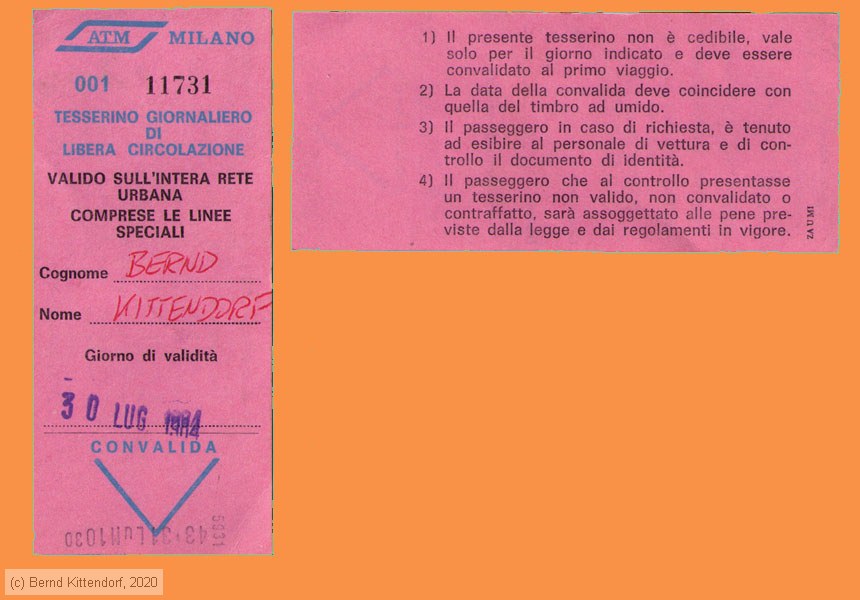 ATM MILANO
001 11731
TESSERINO GIORNALIERO
DI
LIBERA CIRCOLAZIONE
VALIDO SULL'INTERA RETE
URBANA
COMPRESE LE LINEE
SPECIALI
Cognome BERND
Nome KITTENDORF
Giorno di validità
30 LUG
CONVALIDA
1) Il presente tesserino non è cedibile, vale
solo per il giorno indicato e deve essere
convalidato al primo viaggio.
2) La data della convalida deve coincidere con
quella del timbro ad umido.
3) Il passeggero in caso di richiesta, è tenuto
ad esibire al personale di vettura e di con-
trollo il documento di identità.
4) Il passeggero che al controllo presentasse
un tesserino non valido, non convalidato o
contraffatto, sarà assoggettato alle pene pre-
viste dalla legge e dai regolamenti in vigore.
ZAUMI
(c) Bernd Kittendorf, 2020